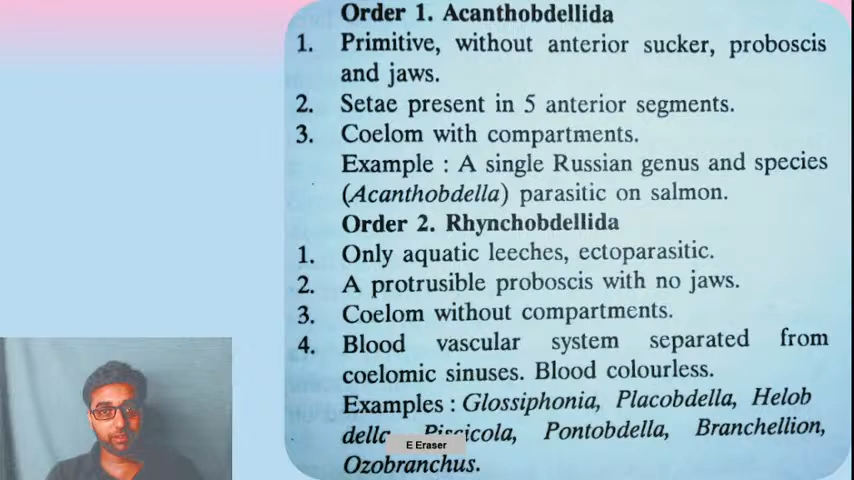 Order 1. Acanthobdellida
1. Primitive, without anterior sucker, proboscis
and jaws.
2. Setae present in 5 anterior segments.
3. Coelom with compartments.
Example : A single Russian genus and species
(Acanthobdella) parasitic on salmon.
Order 2. Rhynchobdellida
1. Only aquatic leeches, ectoparasitic.
2. A protrusible proboscis with no jaws.
3. Coelom without compartments.
4. Blood vascular system separated from
coelomic sinuses. Blood colourless.
Examples : Glossiphonia, Placobdella, Helob
della, Piscicola, Pontobdella, Branchellion,
E Eraser
Ozobranchus.